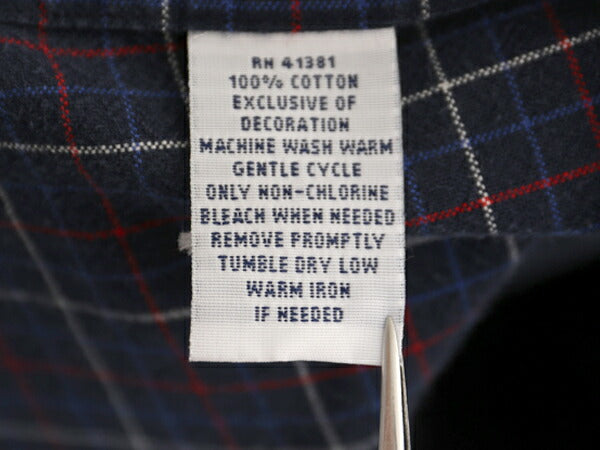 RN 41381
100% COTTON
EXCLUSIVE OF
DECORATION
MACHINE WASH WARM
GENTLE CYCLE
ONLY NON-CHLORINE
BLEACH WHEN NEEDED
REMOVE PROMPTLY
TUMBLE DRY LOW
WARM IRON
IF NEEDED